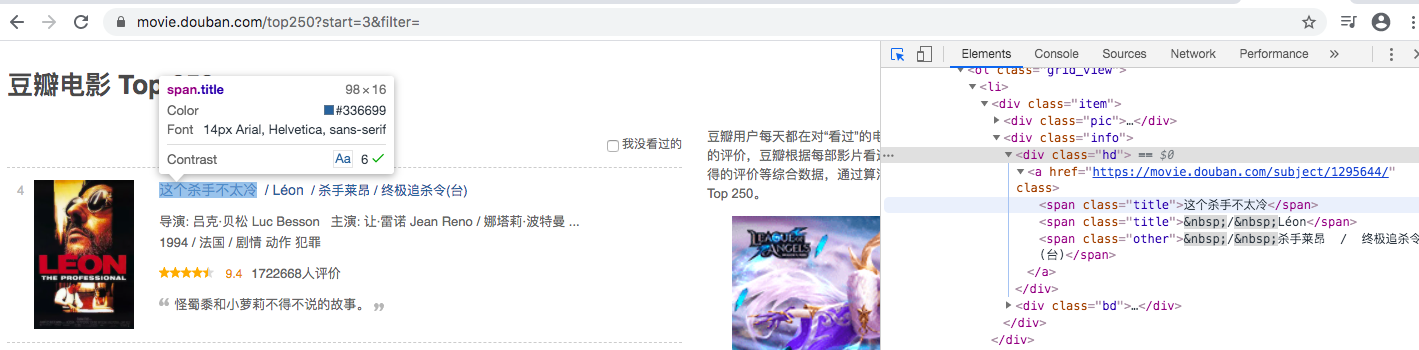 movie.douban.com/top250?start=3&filter=
豆瓣电影 Top
span.title 98 × 16
Color #336699
Font 14px Arial, Helvetica, sans-serif
Contrast Aa 6
我没看过的
4
这个杀手不太冷 / Léon / 杀手莱昂 / 终极追杀令(台)
导演: 吕克·贝松 Luc Besson 主演: 让·雷诺 Jean Reno / 娜塔莉·波特曼 ...
1994 / 法国 / 剧情 动作 犯罪
9.4 1722668人评价
“ 怪蜀黍和小萝莉不得不说的故事。 ”
LEON
THE PROFESSIONAL
豆瓣用户每天都在对“看过”的电
的评价，豆瓣根据每部影片看过
得的评价等综合数据，通过算法
Top 250。
LEAGUE OF
ANGELS
Elements Console Sources Network Performance »
<ol class="grid_view">
<li>
<div class="item">
<div class="pic">…</div>
<div class="info">
<div class="hd"> == $0
<a href="https://movie.douban.com/subject/1295644/"
class>
<span class="title">这个杀手不太冷</span>
<span class="title">&nbsp;/&nbsp;Léon</span>
<span class="other">&nbsp;/&nbsp;杀手莱昂 / 终极追杀令
(台)</span>
</a>
</div>
<div class="bd">…</div>
</div>
</div>